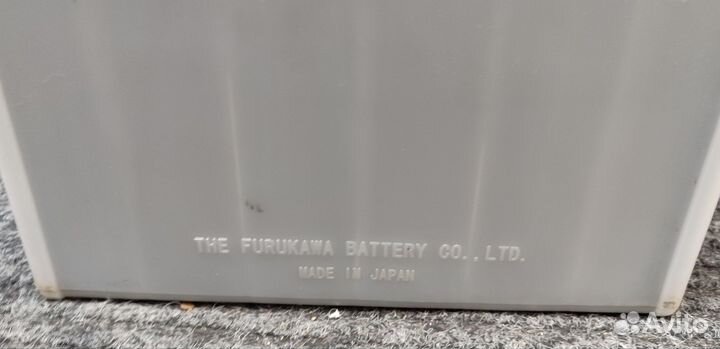 THE FURUKAWA BATTERY CO., LTD.
MADE IN JAPAN
Avito